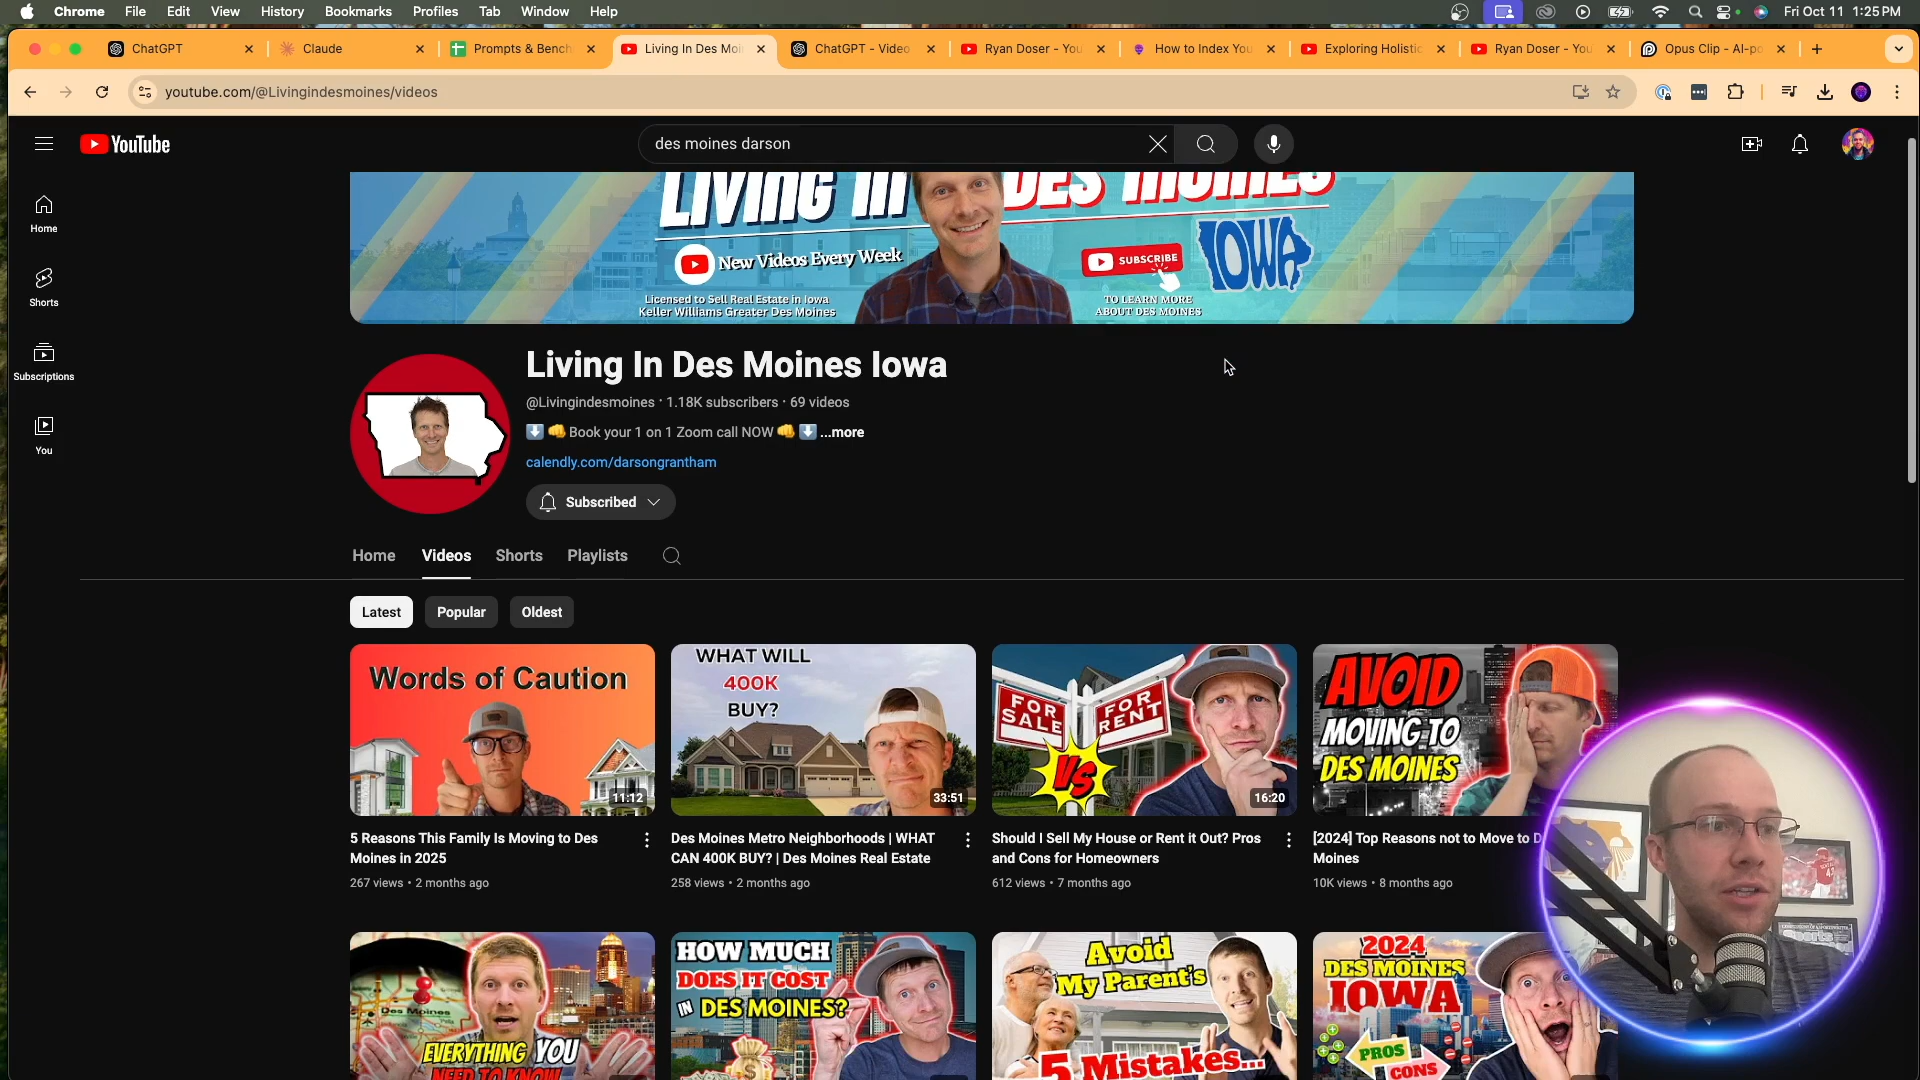 Chrome File Edit View History Bookmarks Profiles Tab Window Help Fri Oct 11 1:25 PM
ChatGPT Claude Prompts & Bench Living In Des Moi ChatGPT - Video Ryan Doser - You How to Index You Exploring Holistic Ryan Doser - You Opus Clip - AI-po
youtube.com/@Livingindesmoines/videos
YouTube
des moines darson
LIVING IN DES MOINES
New Videos Every Week
SUBSCRIBE
IOWA
Licensed to Sell Real Estate in Iowa
Keller Williams Greater Des Moines
TO LEARN MORE
ABOUT DES MOINES
Home
Shorts
Subscriptions
You
Living In Des Moines Iowa
@Livingindesmoines · 1.18K subscribers · 69 videos
Book your 1 on 1 Zoom call NOW ...more
calendly.com/darsongrantham
Subscribed
Home Videos Shorts Playlists
Latest Popular Oldest
Words of Caution
11:12
WHAT WILL
400K
BUY?
33:51
FOR SALE
FOR RENT
VS
16:20
AVOID
MOVING TO
DES MOINES
5 Reasons This Family Is Moving to Des
Moines in 2025
267 views · 2 months ago
Des Moines Metro Neighborhoods | WHAT
CAN 400K BUY? | Des Moines Real Estate
258 views · 2 months ago
Should I Sell My House or Rent it Out? Pros
and Cons for Homeowners
612 views · 7 months ago
[2024] Top Reasons not to Move to D
Moines
10K views · 8 months ago
Des Moines
EVERYTHING YOU
NEED TO KNOW
HOW MUCH
DOES IT COST
IN DES MOINES?
Avoid
My Parent's
5 Mistakes...
2024
DES MOINES
IOWA
PROS
CONS